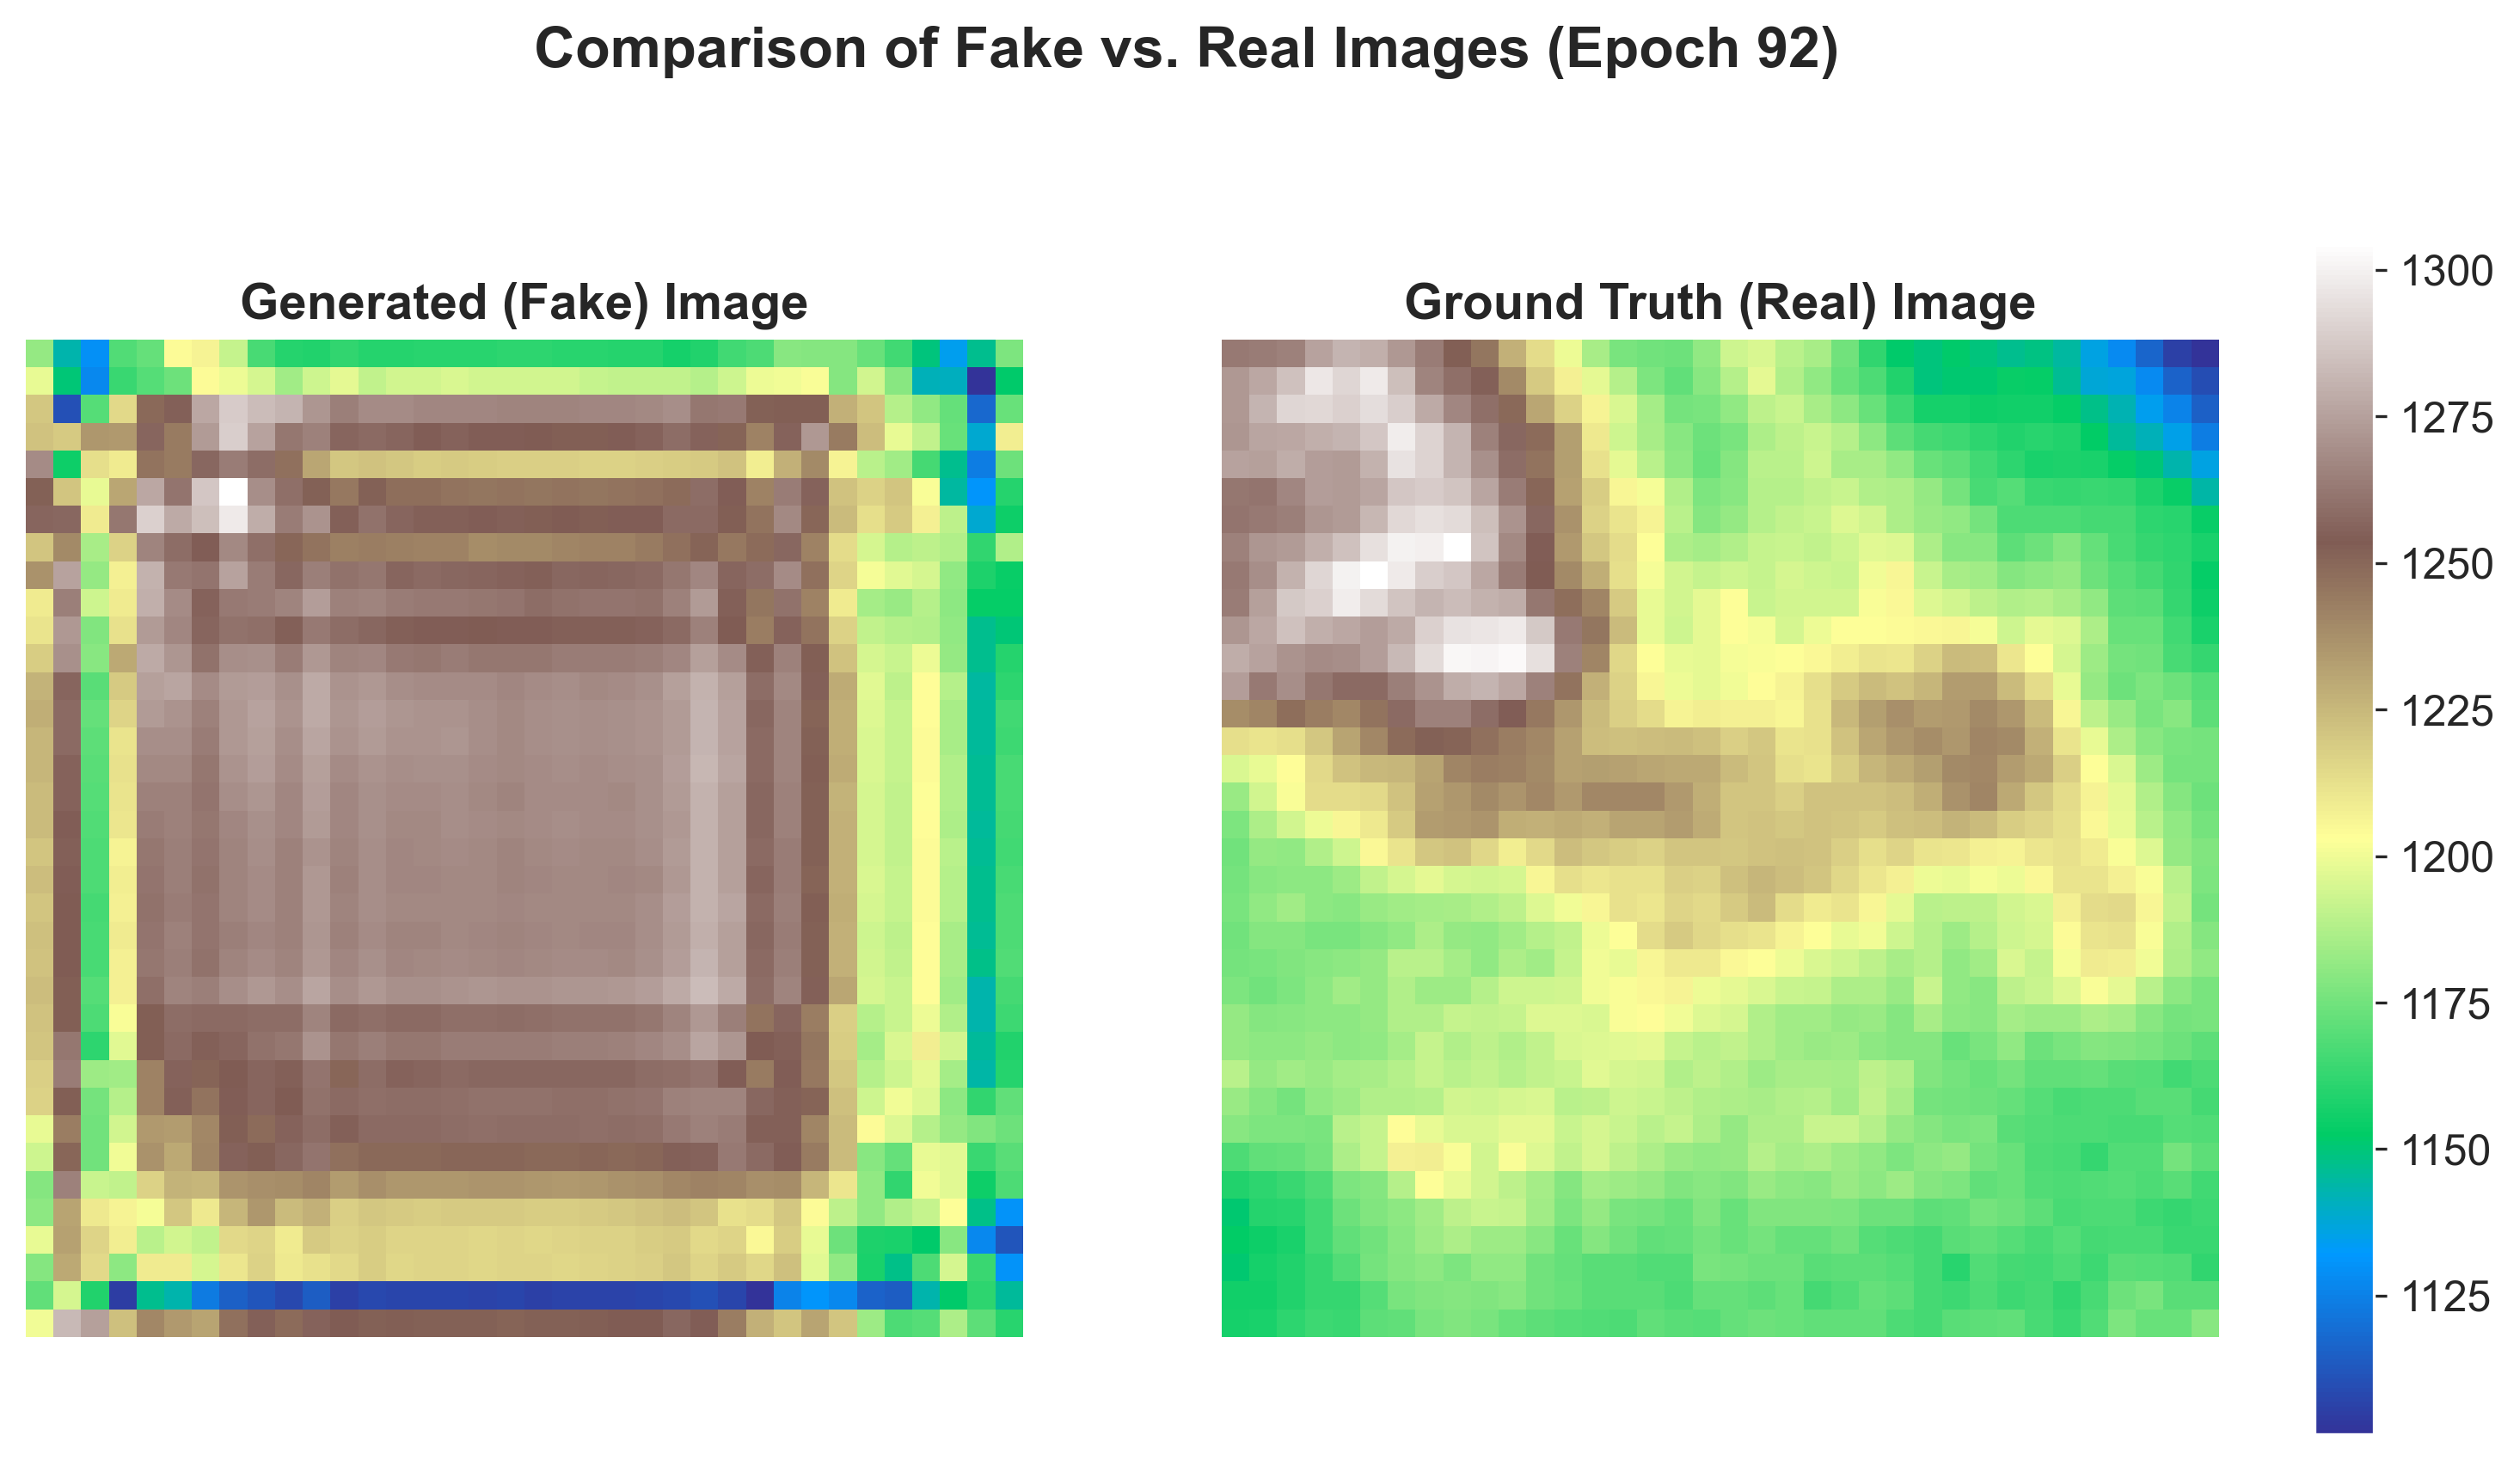 Comparison of Fake vs. Real Images (Epoch 92)
Generated (Fake) Image
Ground Truth (Real) Image
1300
1275
1250
1225
1200
1175
1150
1125